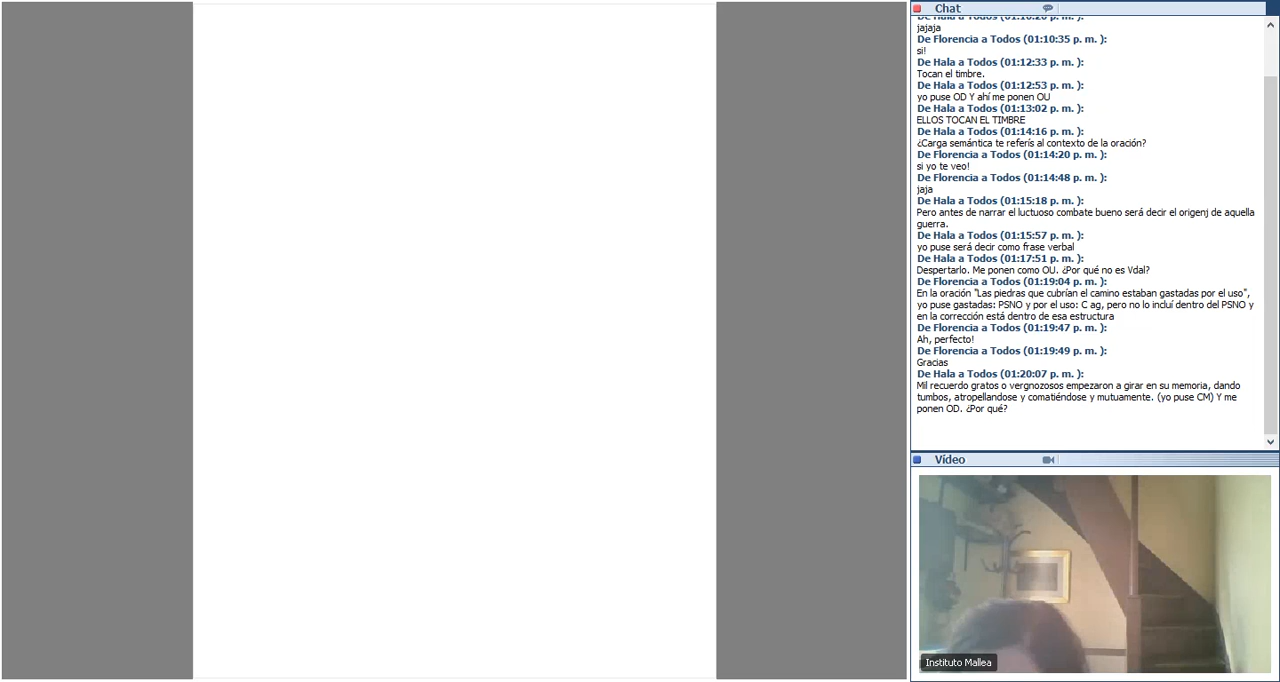 Chat
De Hala a Todos (01:10:20 p. m. ):
jajaja
De Florencia a Todos (01:10:35 p. m. ):
si!
De Hala a Todos (01:12:33 p. m. ):
Tocan el timbre.
De Hala a Todos (01:12:53 p. m. ):
yo puse OD Y ahí me ponen OU
De Hala a Todos (01:13:02 p. m. ):
ELLOS TOCAN EL TIMBRE
De Hala a Todos (01:14:16 p. m. ):
¿Carga semántica te referís al contexto de la oración?
De Florencia a Todos (01:14:20 p. m. ):
si yo te veo!
De Florencia a Todos (01:14:48 p. m. ):
jaja
De Hala a Todos (01:15:18 p. m. ):
Pero antes de narrar el luctuoso combate bueno será decir el origenj de aquella
guerra.
De Hala a Todos (01:15:57 p. m. ):
yo puse será decir como frase verbal
De Hala a Todos (01:17:51 p. m. ):
Despertarlo. Me ponen como OU. ¿Por qué no es Vdal?
De Florencia a Todos (01:19:04 p. m. ):
En la oración "Las piedras que cubrían el camino estaban gastadas por el uso",
yo puse gastadas: PSNO y por el uso: C ag, pero no lo incluí dentro del PSNO y
en la corrección está dentro de esa estructura
De Florencia a Todos (01:19:47 p. m. ):
Ah, perfecto!
De Florencia a Todos (01:19:49 p. m. ):
Gracias
De Hala a Todos (01:20:07 p. m. ):
Mil recuerdo gratos o vergnozosos empezaron a girar en su memoria, dando
tumbos, atropellandose y comatiéndose y mutuamente. (yo puse CM) Y me
ponen OD. ¿Por qué?
Vídeo
Instituto Mallea